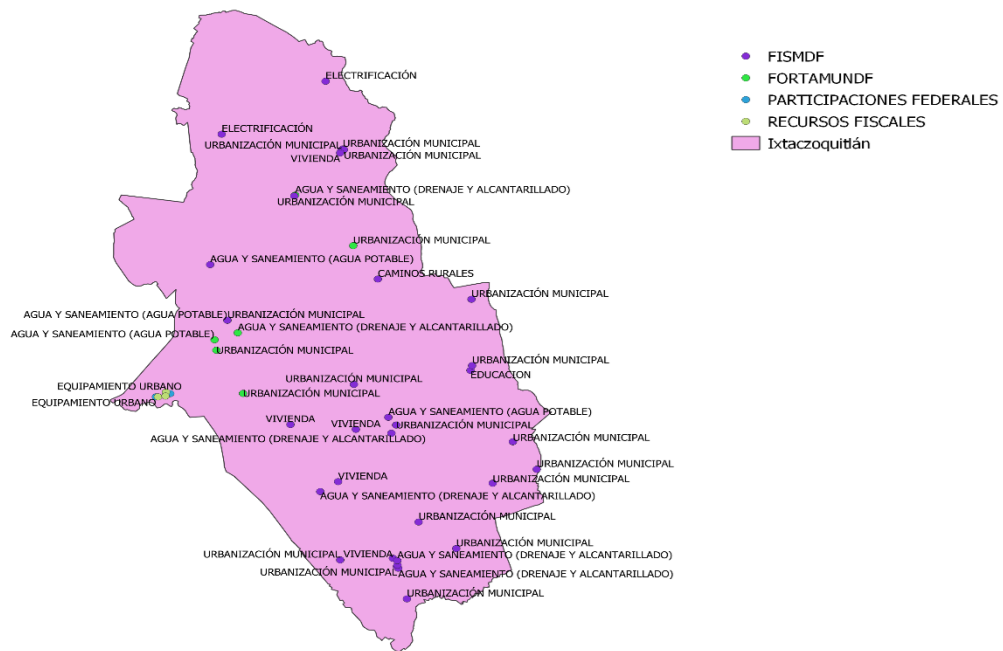 FISMDF
FORTAMUNDF
PARTICIPACIONES FEDERALES
RECURSOS FISCALES
Ixtaczoquitlán
ELECTRIFICACIÓN
ELECTRIFICACIÓN
URBANIZACIÓN MUNICIPAL
URBANIZACIÓN MUNICIPAL
VIVIENDA
URBANIZACIÓN MUNICIPAL
AGUA Y SANEAMIENTO (DRENAJE Y ALCANTARILLADO)
URBANIZACIÓN MUNICIPAL
URBANIZACIÓN MUNICIPAL
AGUA Y SANEAMIENTO (AGUA POTABLE)
CAMINOS RURALES
URBANIZACIÓN MUNICIPAL
AGUA Y SANEAMIENTO (AGUA POTABLE)
URBANIZACIÓN MUNICIPAL
AGUA Y SANEAMIENTO (DRENAJE Y ALCANTARILLADO)
AGUA Y SANEAMIENTO (AGUA POTABLE)
URBANIZACIÓN MUNICIPAL
URBANIZACIÓN MUNICIPAL
EDUCACION
URBANIZACIÓN MUNICIPAL
EQUIPAMIENTO URBANO
URBANIZACIÓN MUNICIPAL
EQUIPAMIENTO URBANO
AGUA Y SANEAMIENTO (AGUA POTABLE)
VIVIENDA
VIVIENDA
URBANIZACIÓN MUNICIPAL
AGUA Y SANEAMIENTO (DRENAJE Y ALCANTARILLADO)
URBANIZACIÓN MUNICIPAL
URBANIZACIÓN MUNICIPAL
VIVIENDA
URBANIZACIÓN MUNICIPAL
AGUA Y SANEAMIENTO (DRENAJE Y ALCANTARILLADO)
URBANIZACIÓN MUNICIPAL
URBANIZACIÓN MUNICIPAL
URBANIZACIÓN MUNICIPAL
VIVIENDA
AGUA Y SANEAMIENTO (DRENAJE Y ALCANTARILLADO)
URBANIZACIÓN MUNICIPAL
AGUA Y SANEAMIENTO (DRENAJE Y ALCANTARILLADO)
URBANIZACIÓN MUNICIPAL